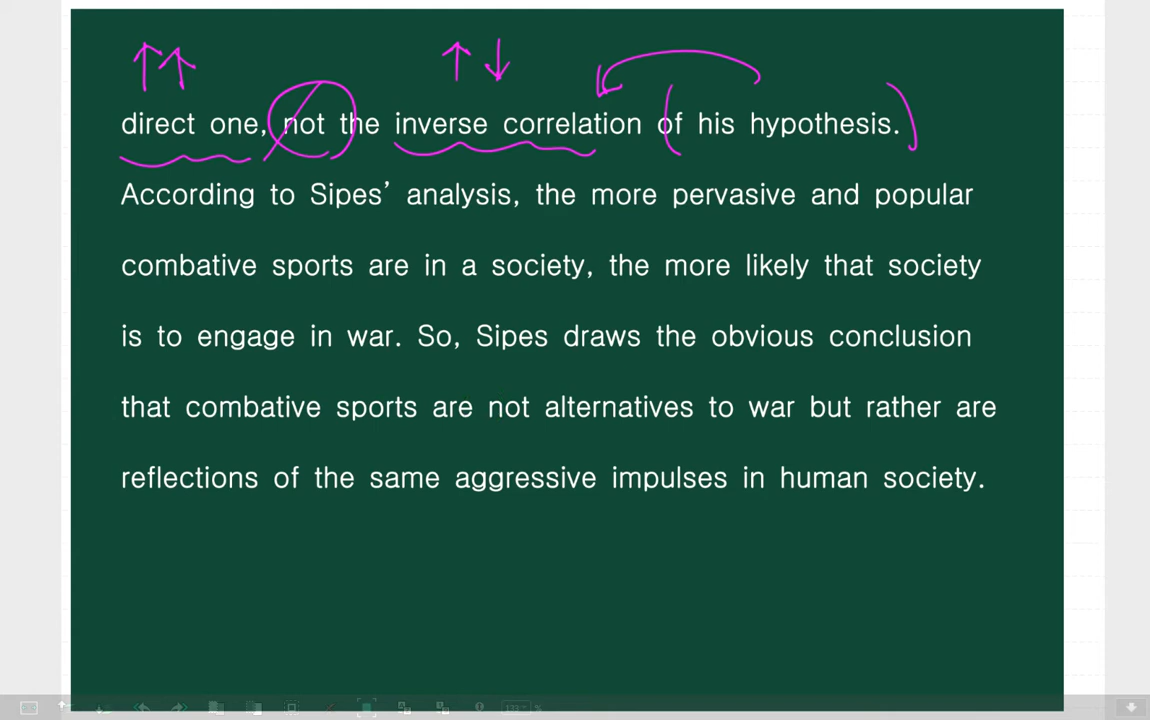 direct one, not the inverse correlation of his hypothesis.
According to Sipes’ analysis, the more pervasive and popular
combative sports are in a society, the more likely that society
is to engage in war. So, Sipes draws the obvious conclusion
that combative sports are not alternatives to war but rather are
reflections of the same aggressive impulses in human society.
133 %